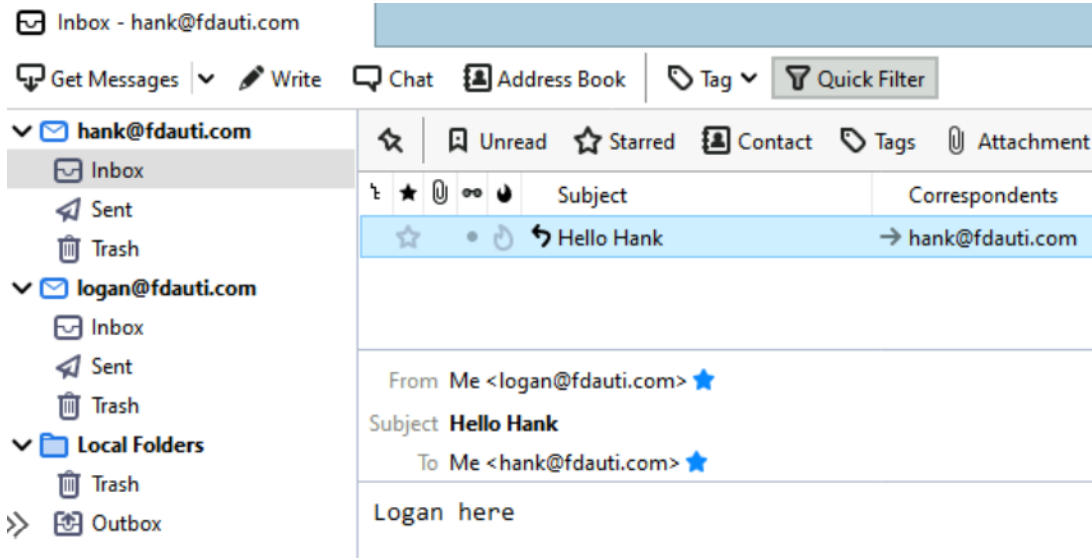 Inbox - hank@fdauti.com
Get Messages Write Chat Address Book Tag Quick Filter
hank@fdauti.com
Inbox
Sent
Trash
logan@fdauti.com
Inbox
Sent
Trash
Local Folders
Trash
Outbox
Unread Starred Contact Tags Attachment
Subject Correspondents
Hello Hank hank@fdauti.com
From Me <logan@fdauti.com>
Subject Hello Hank
To Me <hank@fdauti.com>
Logan here